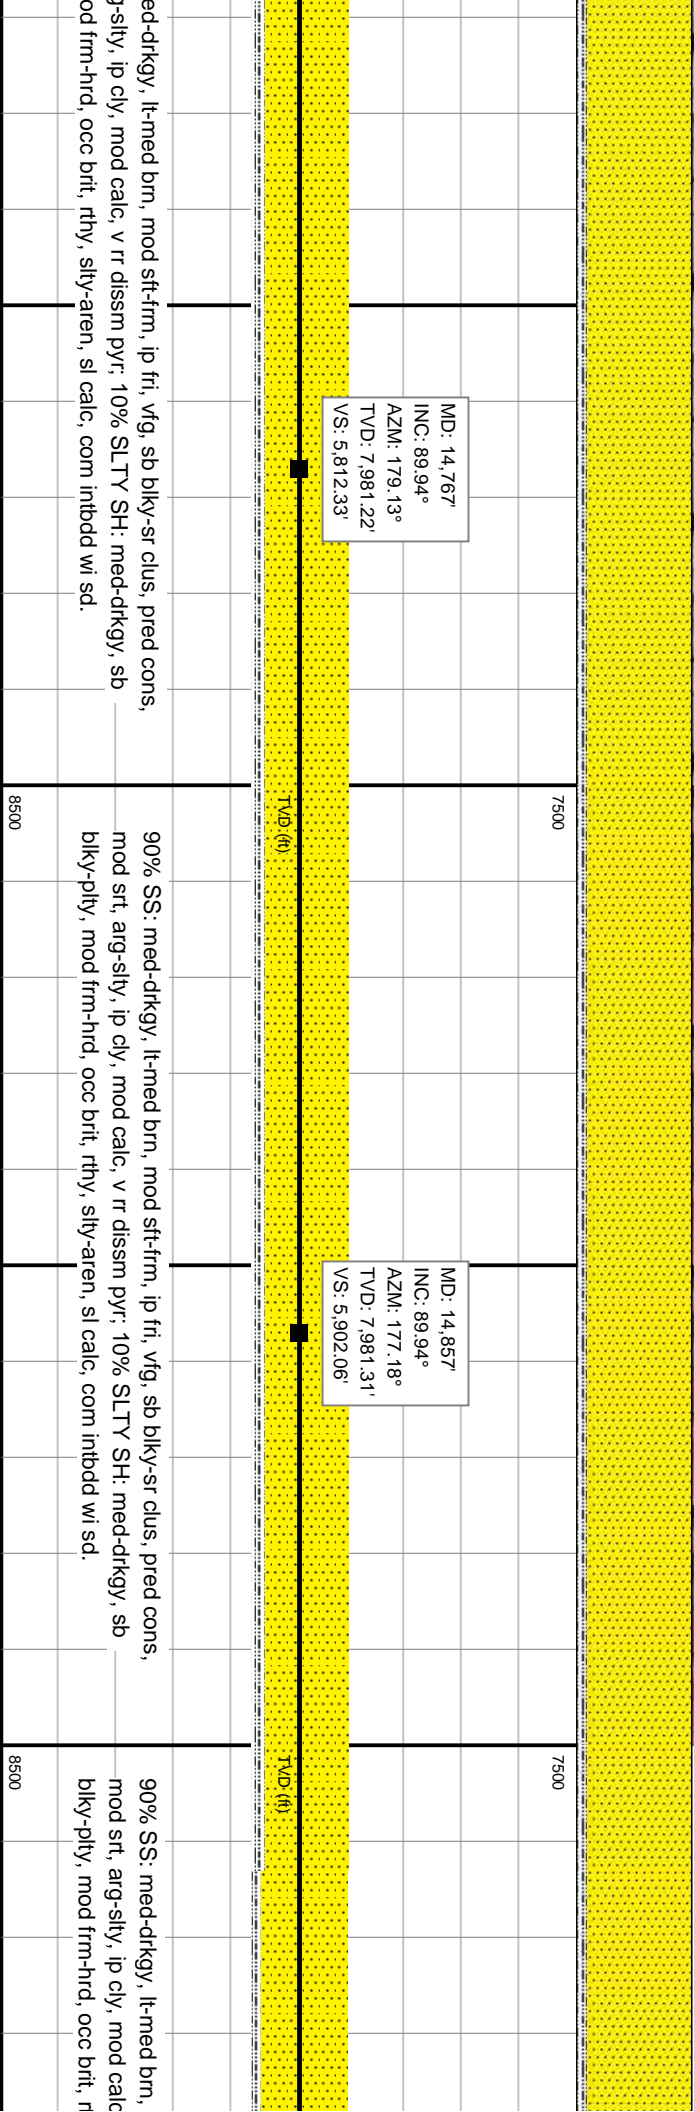 ed-drkgy, lt-med brn, mod sft-frm, ip fri, vfg, sb blky-sr clus, pred cons,
g-slty, ip cly, mod calc, v rr dissm pyr; 10% SLTY SH: med-drkgy, sb
od frm-hrd, occ brit, rthy, slty-aren, sl calc, com intbdd wi sd.
MD: 14,767'
INC: 89.94°
AZM: 179.13°
TVD: 7,981.22'
VS: 5,812.33'
7500
TVD (ft)
8500
90% SS: med-drkgy, lt-med brn, mod sft-frm, ip fri, vfg, sb blky-sr clus, pred cons,
mod srt, arg-slty, ip cly, mod calc, v rr dissm pyr; 10% SLTY SH: med-drkgy, sb
blky-plty, mod frm-hrd, occ brit, rthy, slty-aren, sl calc, com intbdd wi sd.
MD: 14,857'
INC: 89.94°
AZM: 177.18°
TVD: 7,981.31'
VS: 5,902.06'
7500
TVD (ft)
8500
90% SS: med-drkgy, lt-med brn,
mod srt, arg-slty, ip cly, mod calc
blky-plty, mod frm-hrd, occ brit,